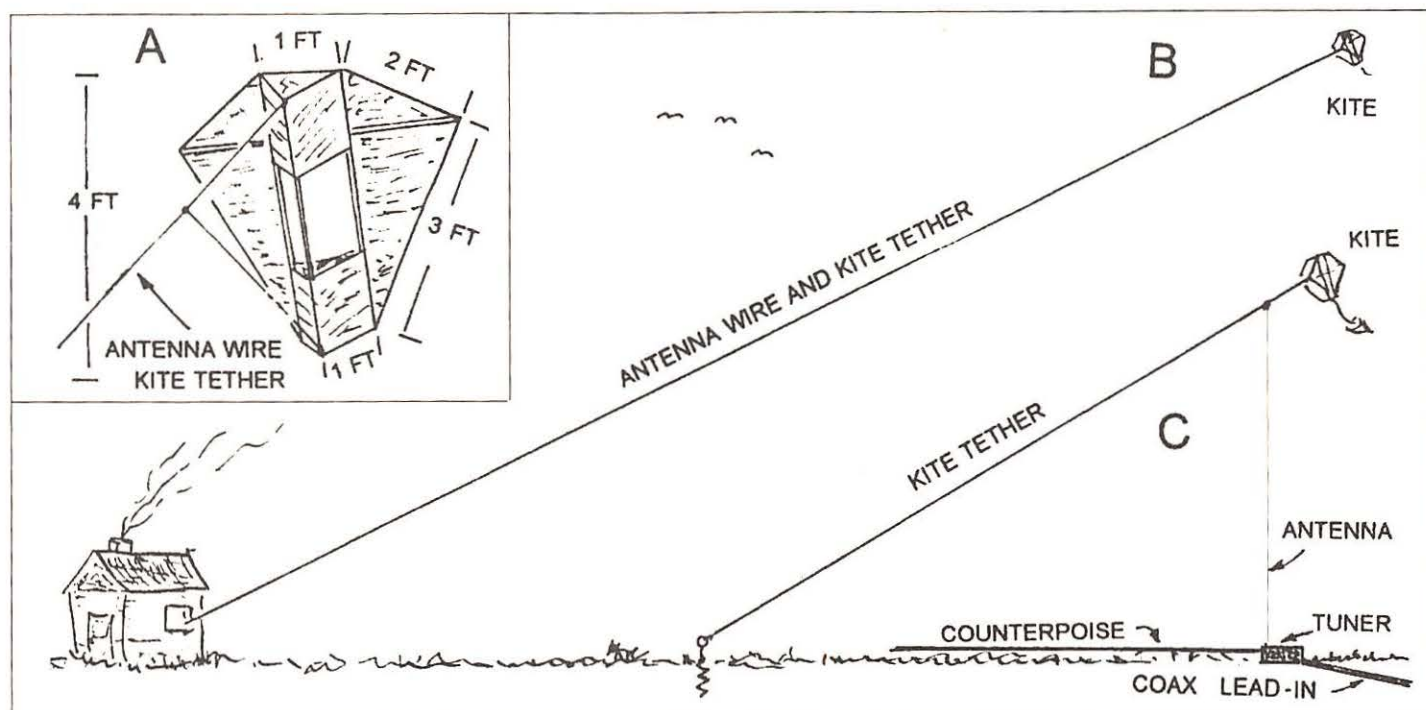 A
1 FT
2 FT
4 FT
3 FT
ANTENNA WIRE
KITE TETHER
1 FT
B
KITE
ANTENNA WIRE AND KITE TETHER
KITE
KITE TETHER
C
ANTENNA
COUNTERPOISE
TUNER
COAX LEAD-IN